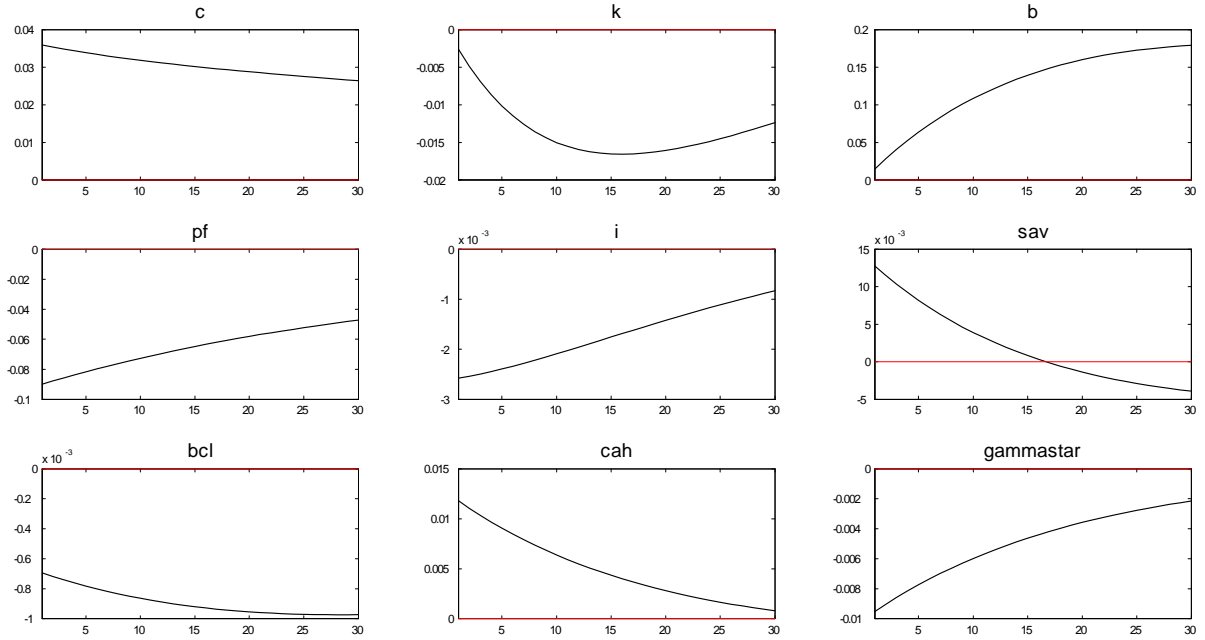 c
0.04
0.03
0.02
0.01
0
5 10 15 20 25 30
k
0
-0.005
-0.01
-0.015
-0.02
5 10 15 20 25 30
b
0.2
0.15
0.1
0.05
0
5 10 15 20 25 30
pf
0
-0.02
-0.04
-0.06
-0.08
-0.1
5 10 15 20 25 30
i
x 10 -3
0
-1
-2
-3
5 10 15 20 25 30
sav
x 10 -3
15
10
5
0
-5
5 10 15 20 25 30
bcl
x 10 -3
0
-0.2
-0.4
-0.6
-0.8
-1
5 10 15 20 25 30
cah
0.015
0.01
0.005
0
5 10 15 20 25 30
gammastar
0
-0.002
-0.004
-0.006
-0.008
-0.01
5 10 15 20 25 30